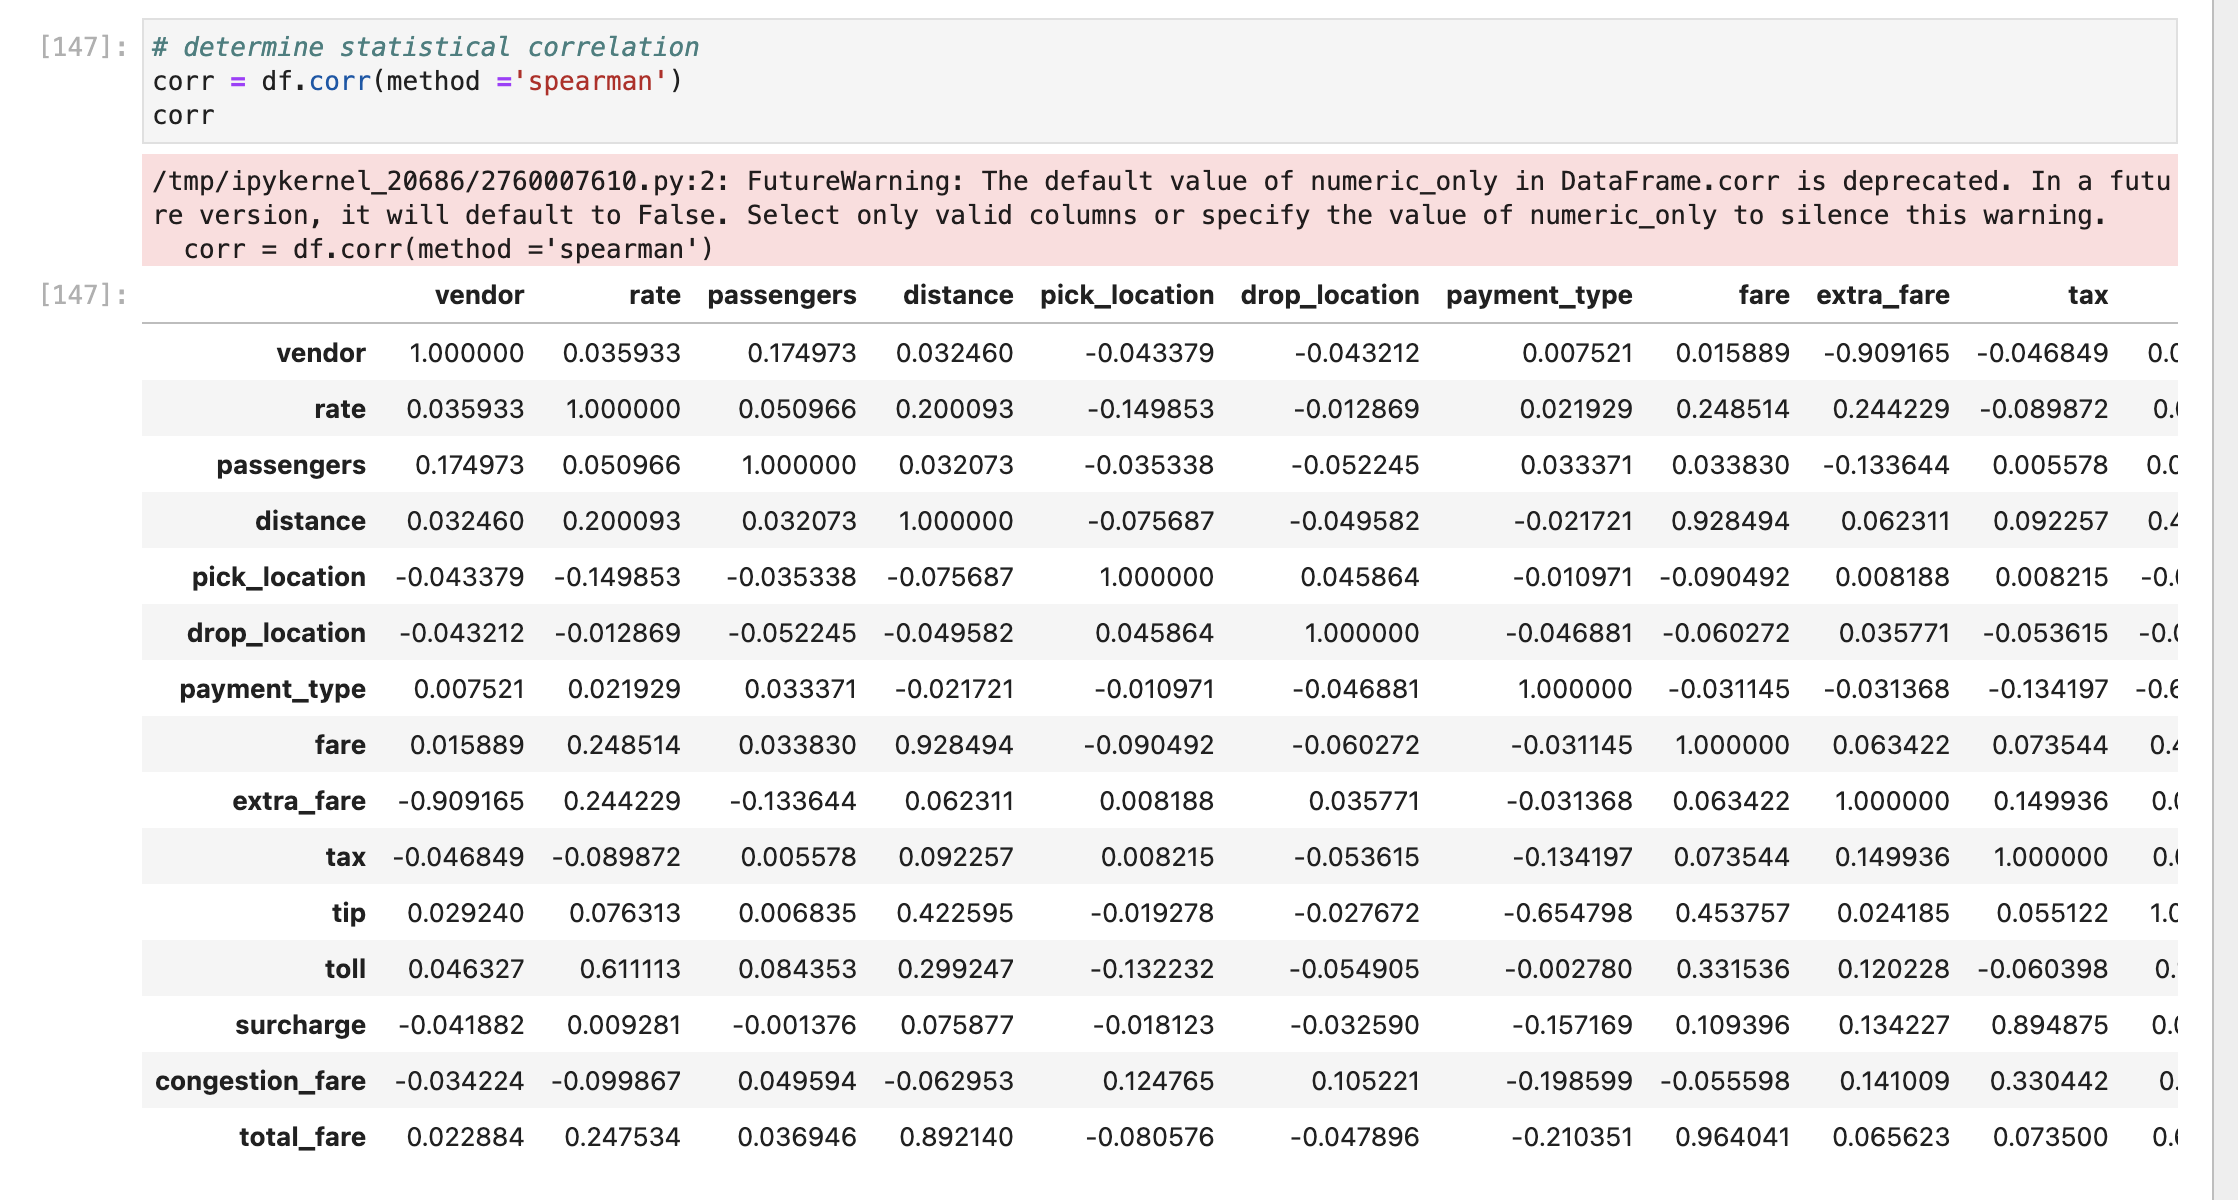 [147]: # determine statistical correlation
corr = df.corr(method ='spearman')
corr
/tmp/ipykernel_20686/2760007610.py:2: FutureWarning: The default value of numeric_only in DataFrame.corr is deprecated. In a futu
re version, it will default to False. Select only valid columns or specify the value of numeric_only to silence this warning.
corr = df.corr(method ='spearman')
[147]: vendor rate passengers distance pick_location drop_location payment_type fare extra_fare tax
vendor 1.000000 0.035933 0.174973 0.032460 -0.043379 -0.043212 0.007521 0.015889 -0.909165 -0.046849 0.0
rate 0.035933 1.000000 0.050966 0.200093 -0.149853 -0.012869 0.021929 0.248514 0.244229 -0.089872 0.
passengers 0.174973 0.050966 1.000000 0.032073 -0.035338 -0.052245 0.033371 0.033830 -0.133644 0.005578 0.0
distance 0.032460 0.200093 0.032073 1.000000 -0.075687 -0.049582 -0.021721 0.928494 0.062311 0.092257 0.4
pick_location -0.043379 -0.149853 -0.035338 -0.075687 1.000000 0.045864 -0.010971 -0.090492 0.008188 0.008215 -0.
drop_location -0.043212 -0.012869 -0.052245 -0.049582 0.045864 1.000000 -0.046881 -0.060272 0.035771 -0.053615 -0.0
payment_type 0.007521 0.021929 0.033371 -0.021721 -0.010971 -0.046881 1.000000 -0.031145 -0.031368 -0.134197 -0.6
fare 0.015889 0.248514 0.033830 0.928494 -0.090492 -0.060272 -0.031145 1.000000 0.063422 0.073544 0.4
extra_fare -0.909165 0.244229 -0.133644 0.062311 0.008188 0.035771 -0.031368 0.063422 1.000000 0.149936 0.0
tax -0.046849 -0.089872 0.005578 0.092257 0.008215 -0.053615 -0.134197 0.073544 0.149936 1.000000 0.
tip 0.029240 0.076313 0.006835 0.422595 -0.019278 -0.027672 -0.654798 0.453757 0.024185 0.055122 1.0
toll 0.046327 0.611113 0.084353 0.299247 -0.132232 -0.054905 -0.002780 0.331536 0.120228 -0.060398 0.
surcharge -0.041882 0.009281 -0.001376 0.075877 -0.018123 -0.032590 -0.157169 0.109396 0.134227 0.894875 0.0
congestion_fare -0.034224 -0.099867 0.049594 -0.062953 0.124765 0.105221 -0.198599 -0.055598 0.141009 0.330442 0.
total_fare 0.022884 0.247534 0.036946 0.892140 -0.080576 -0.047896 -0.210351 0.964041 0.065623 0.073500 0.